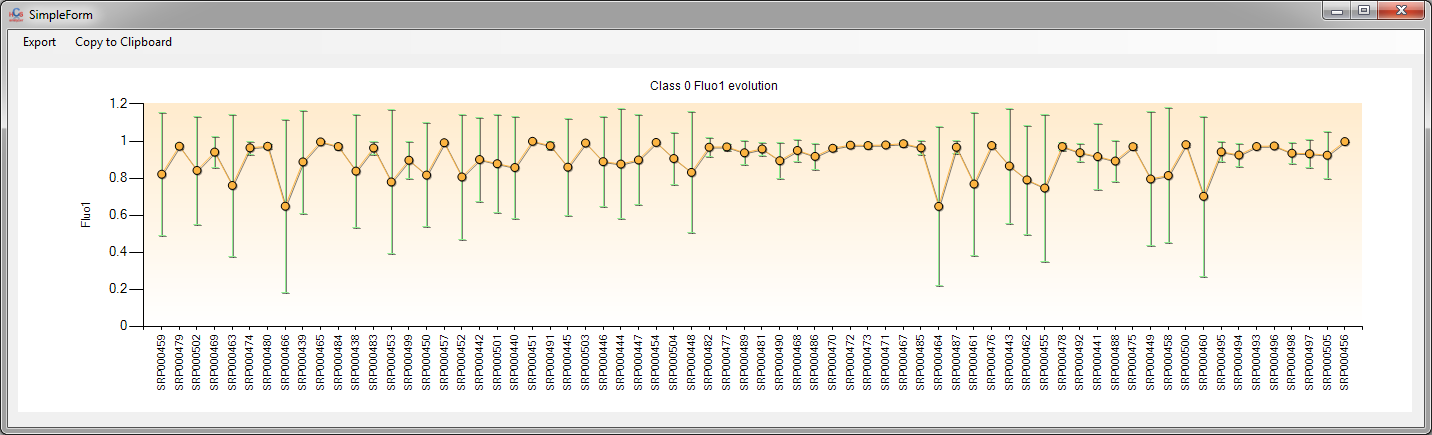 SimpleForm
Export Copy to Clipboard
Class 0 Fluo1 evolution
Fluo1
1.2
1
0.8
0.6
0.4
0.2
0
SRP000459
SRP000479
SRP000502
SRP000469
SRP000463
SRP000474
SRP000480
SRP000466
SRP000439
SRP000465
SRP000484
SRP000438
SRP000483
SRP000453
SRP000499
SRP000450
SRP000457
SRP000452
SRP000442
SRP000501
SRP000440
SRP000451
SRP000491
SRP000445
SRP000503
SRP000446
SRP000444
SRP000447
SRP000454
SRP000504
SRP000448
SRP000482
SRP000477
SRP000489
SRP000481
SRP000490
SRP000468
SRP000486
SRP000470
SRP000472
SRP000473
SRP000471
SRP000467
SRP000485
SRP000464
SRP000487
SRP000461
SRP000476
SRP000443
SRP000462
SRP000455
SRP000478
SRP000492
SRP000441
SRP000488
SRP000475
SRP000449
SRP000458
SRP000500
SRP000460
SRP000495
SRP000494
SRP000493
SRP000496
SRP000498
SRP000497
SRP000505
SRP000456